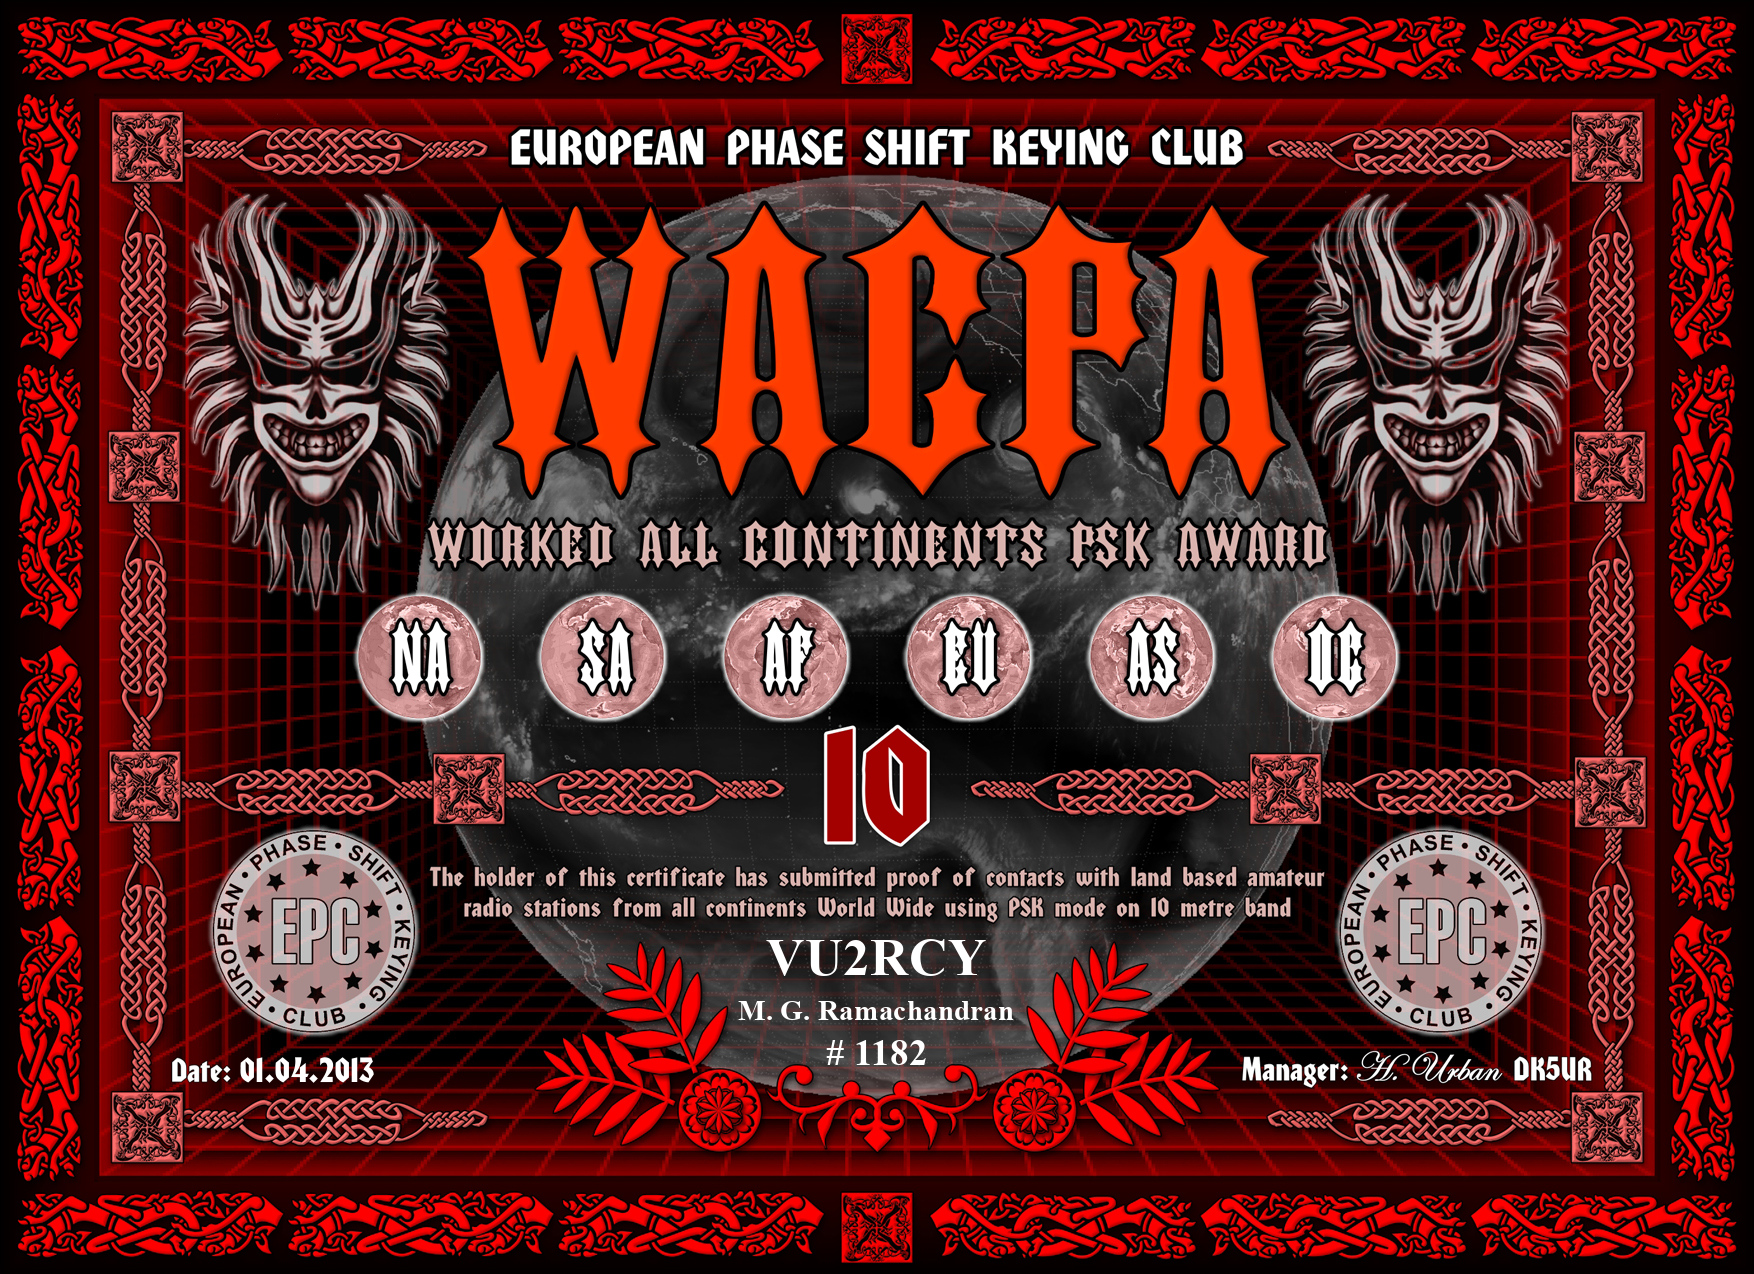 EUROPEAN PHASE SHIFT KEYING CLUB
WACPA
WORKED ALL CONTINENTS PSK AWARD
NA SA AF EU AS OC
10
The holder of this certificate has submitted proof of contacts with land based amateur
radio stations from all continents World Wide using PSK mode on 10 metre band
VU2RCY
M. G. Ramachandran
# 1182
EUROPEAN • PHASE • SHIFT • KEYING • CLUB •
EPC
EUROPEAN • PHASE • SHIFT • KEYING • CLUB •
EPC
Date: 01.04.2013
Manager: H. Urban DK5UR